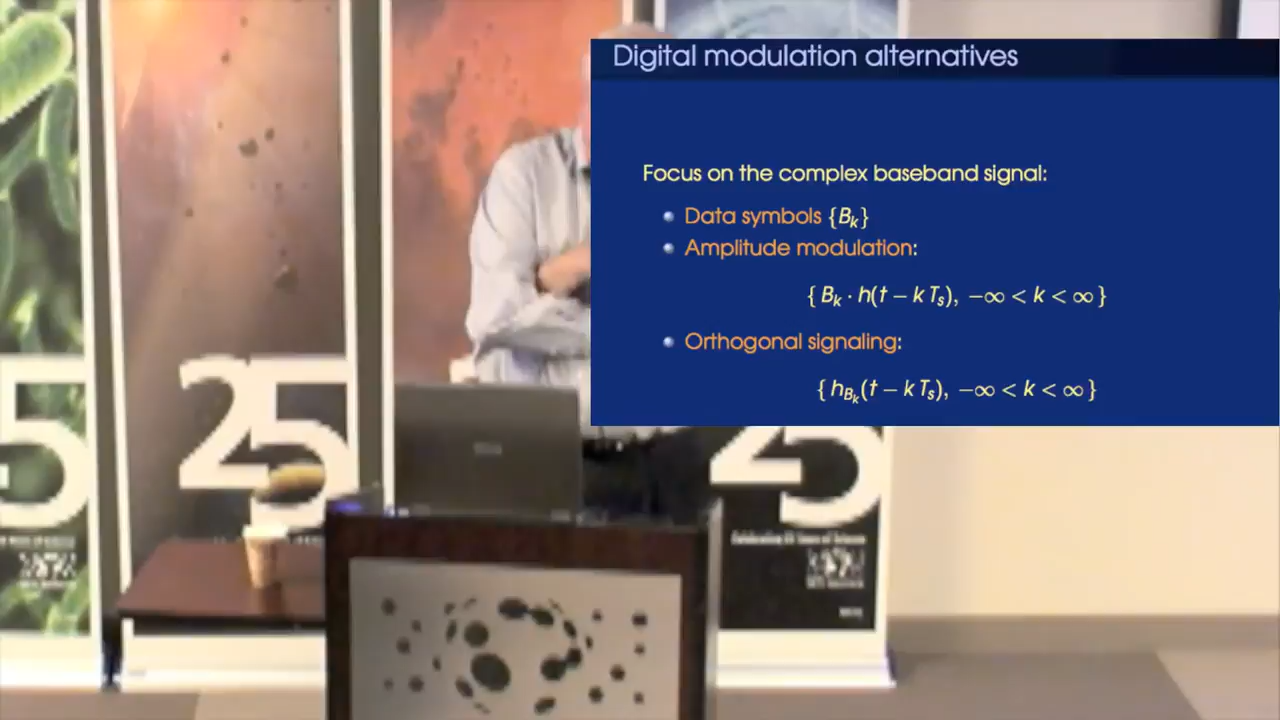 Digital modulation alternatives
Focus on the complex baseband signal:
Data symbols {B_k}
Amplitude modulation:
{ B_k · h(t − k T_s), −∞ < k < ∞ }
Orthogonal signaling:
{ h_{B_k}(t − k T_s), −∞ < k < ∞ }
5
25
25